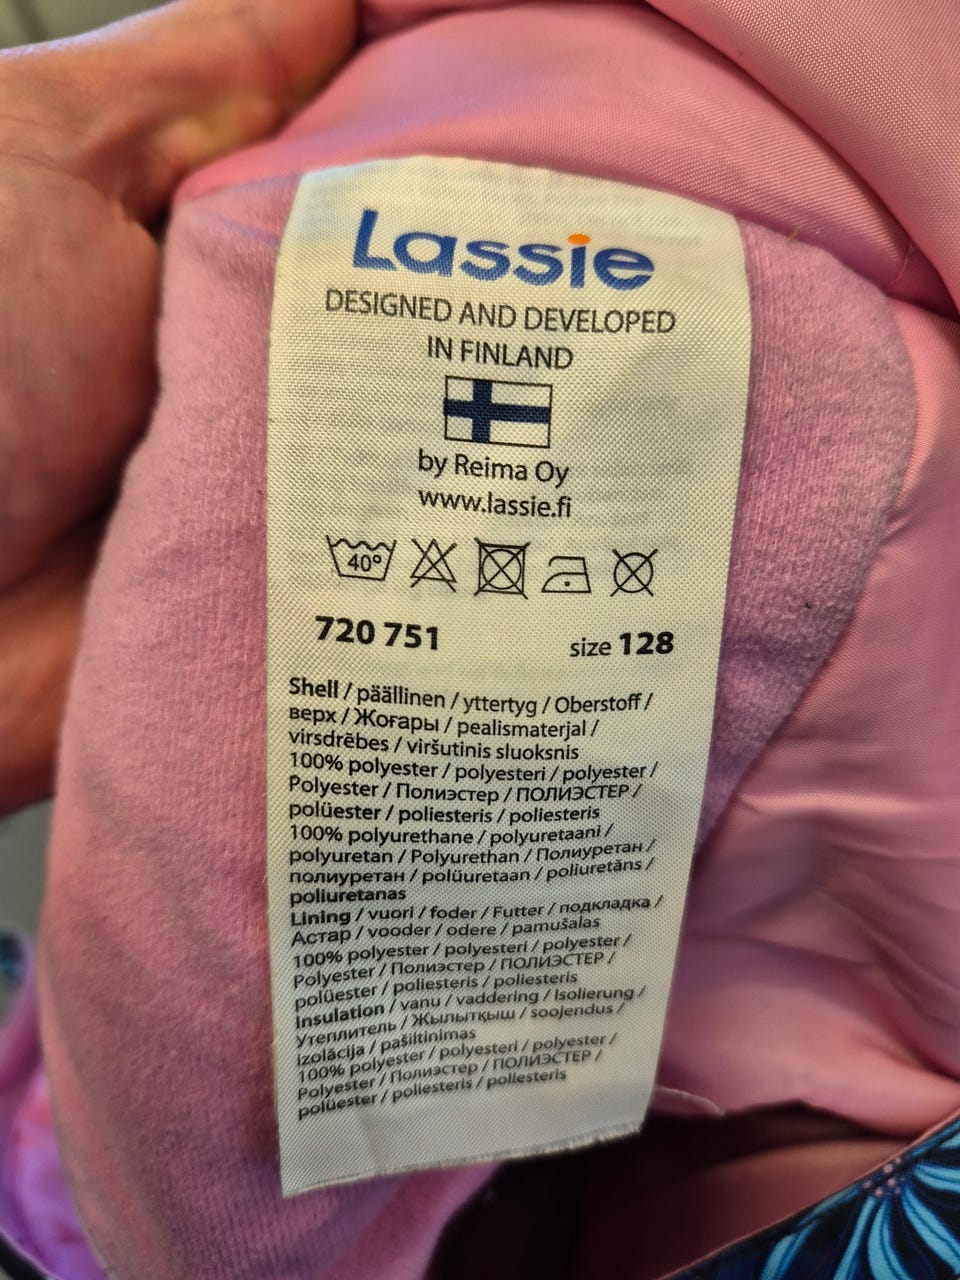 Lassie
DESIGNED AND DEVELOPED
IN FINLAND
by Reima Oy
www.lassie.fi
40°
720 751 size 128
Shell / päällinen / yttertyg / Oberstoff /
верх / Жоғары / pealismaterjal /
virsdrēbes / viršutinis sluoksnis
100% polyester / polyesteri / polyester /
Polyester / Полиэстер / ПОЛИЭСТЕР /
polüester / poliesteris / poliesteris
100% polyurethane / polyuretaani /
polyuretan / Polyurethan / Полиуретан /
полиуретан / polüuretaan / poliuretāns /
poliuretanas
Lining / vuori / foder / Futter / подкладка /
Астар / vooder / odere / pamušalas
100% polyester / polyesteri / polyester /
Polyester / Полиэстер / ПОЛИЭСТЕР /
polüester / poliesteris / poliesteris
Insulation / vanu / vaddering / Isolierung /
Утеплитель / Жылытқыш / soojendus /
izolācija / pašiltinimas
100% polyester / polyesteri / polyester /
Polyester / Полиэстер / ПОЛИЭСТЕР /
polüester / poliesteris / poliesteris